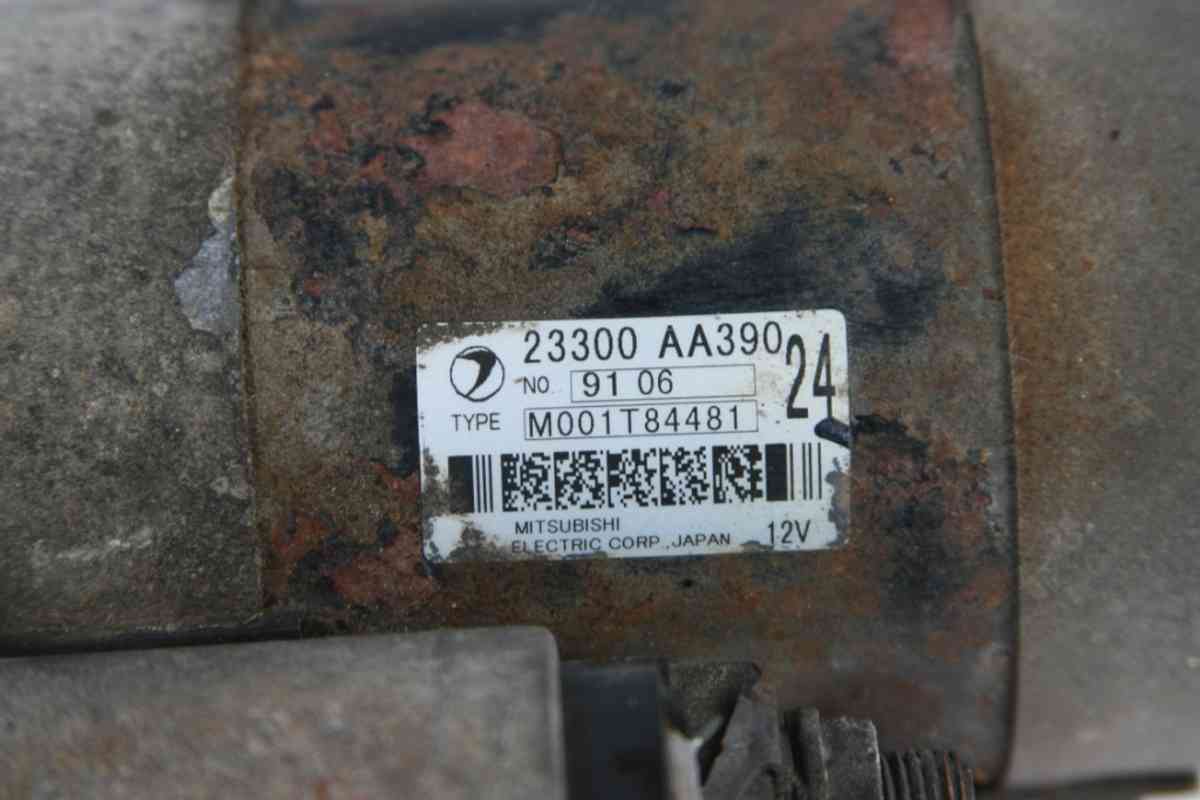 23300 AA390
24
NO. 91 06
TYPE M001T84481
MITSUBISHI
ELECTRIC CORP.,JAPAN 12V